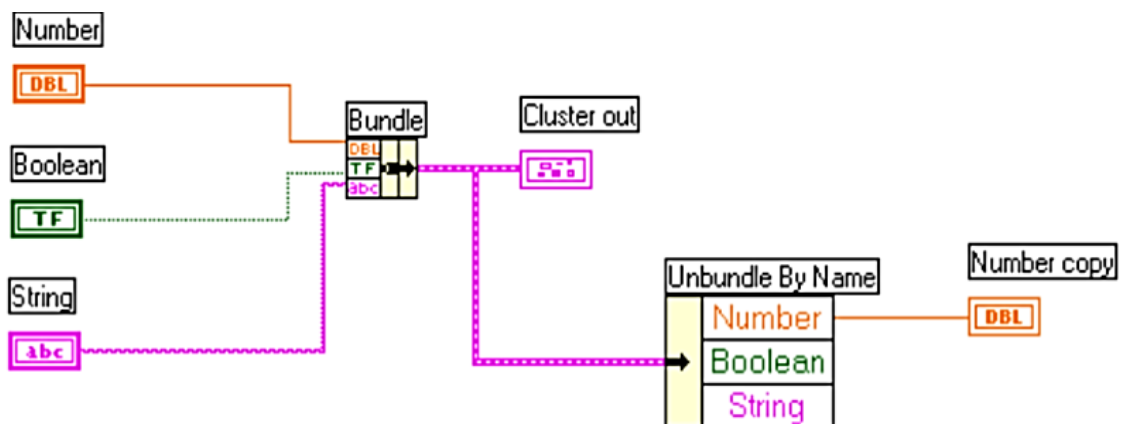 Number
DBL
Boolean
TF
String
abc
Bundle
DBL
TF
abc
Cluster out
Unbundle By Name
Number
Boolean
String
Number copy
DBL